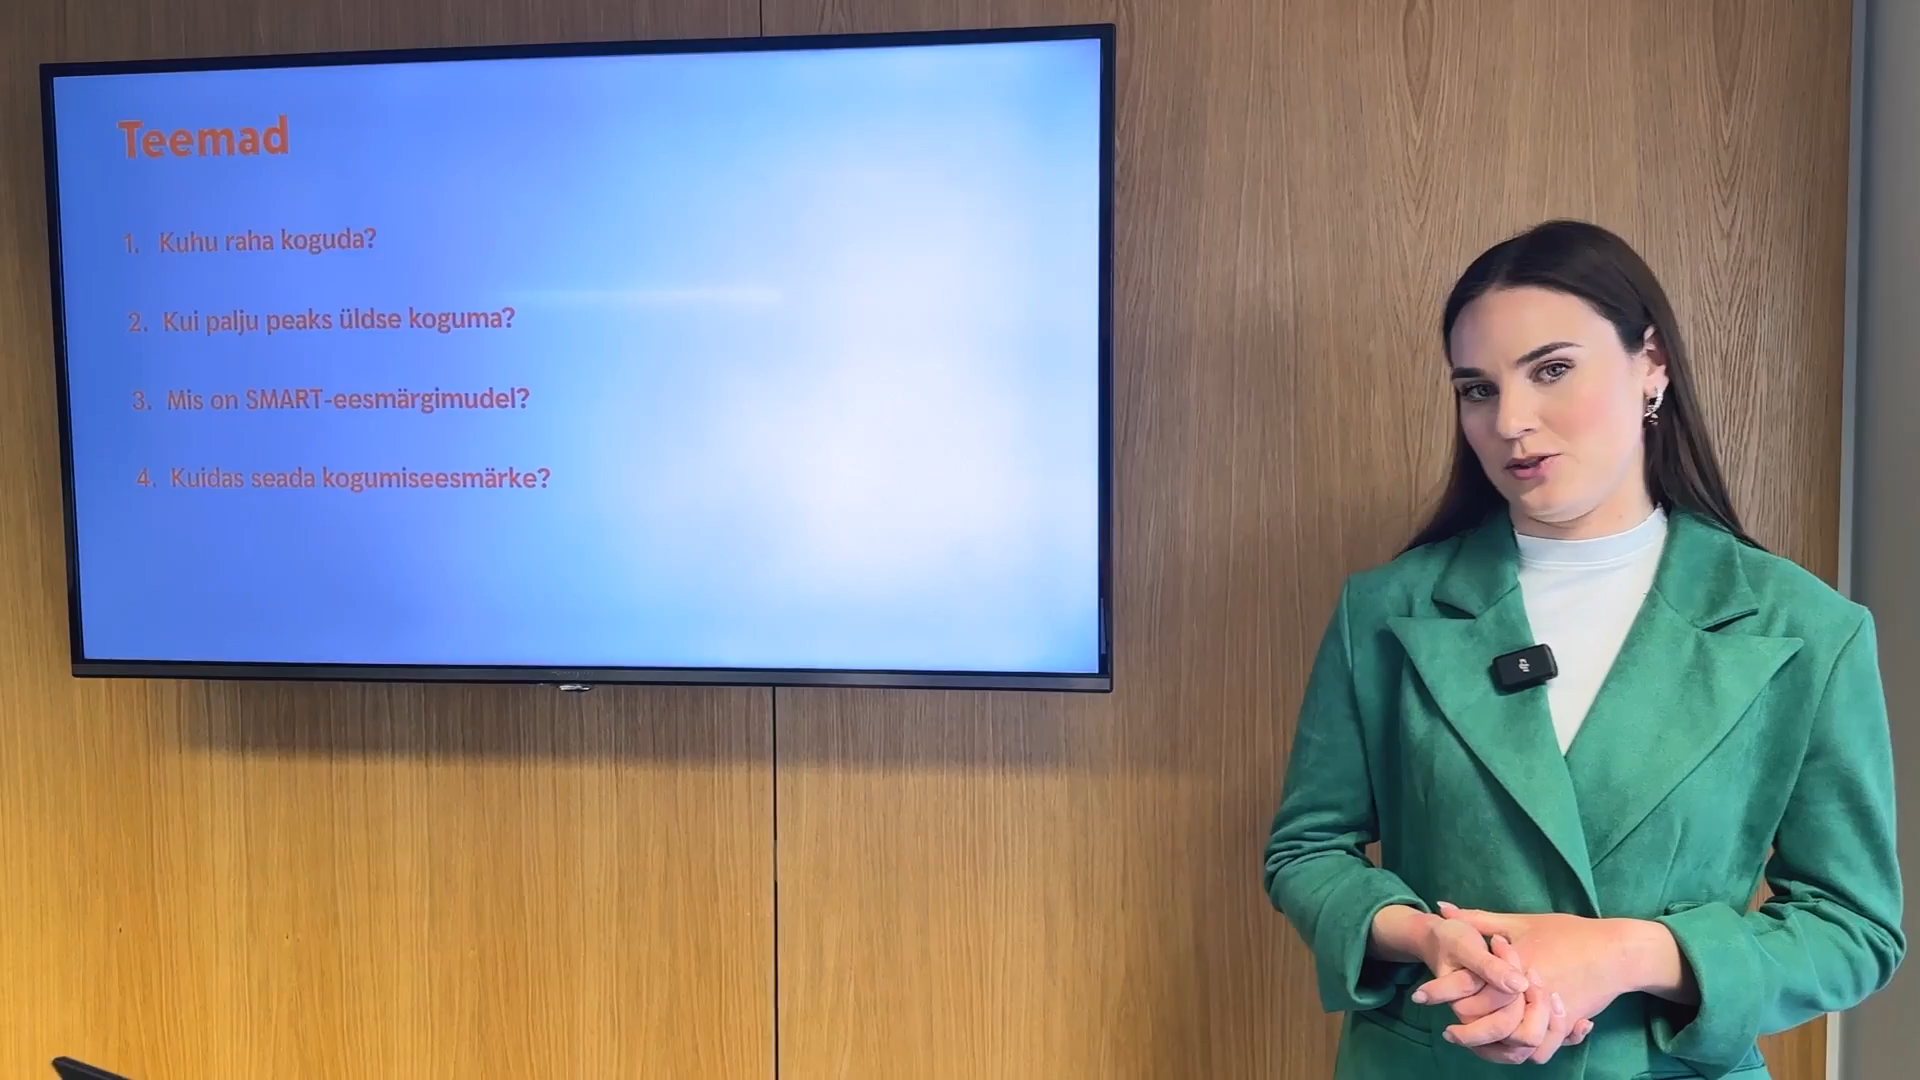 Teemad
1. Kuhu raha koguda?
2. Kui palju peaks üldse koguma?
3. Mis on SMART-eesmärgimudel?
4. Kuidas seada kogumiseesmärke?
dji